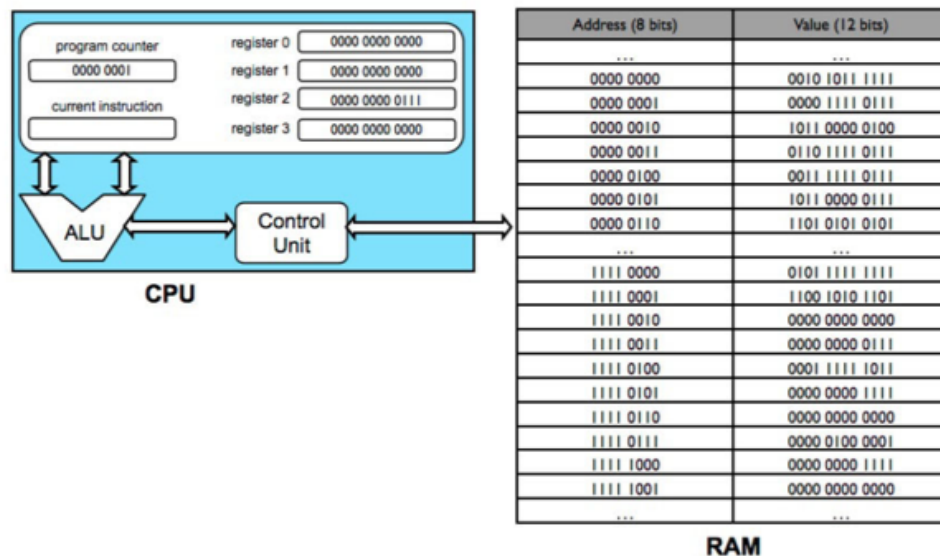 program counter
0000 0001
current instruction
register 0 0000 0000 0000
register 1 0000 0000 0000
register 2 0000 0000 0111
register 3 0000 0000 0000
ALU
Control
Unit
CPU
Address (8 bits) Value (12 bits)
... ...
0000 0000 0010 1011 1111
0000 0001 0000 1111 0111
0000 0010 1011 0000 0100
0000 0011 0110 1111 0111
0000 0100 0011 1111 0111
0000 0101 1011 0000 0111
0000 0110 1101 0101 0101
... ...
1111 0000 0101 1111 1111
1111 0001 1100 1010 1101
1111 0010 0000 0000 0000
1111 0011 0000 0000 0111
1111 0100 0001 1111 1011
1111 0101 0000 0000 1111
1111 0110 0000 0000 0000
1111 0111 0000 0100 0001
1111 1000 0000 0000 1111
1111 1001 0000 0000 0000
... ...
RAM